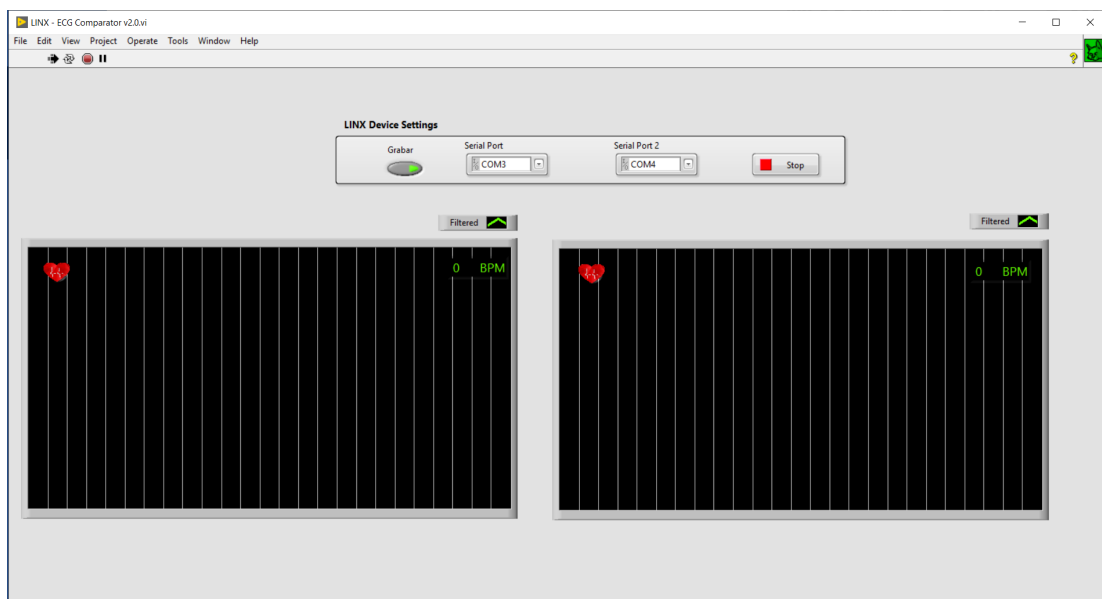 LINX - ECG Comparator v2.0.vi
File Edit View Project Operate Tools Window Help
LINX Device Settings
Grabar Serial Port Serial Port 2
COM3 COM4 Stop
Filtered Filtered
0 BPM 0 BPM